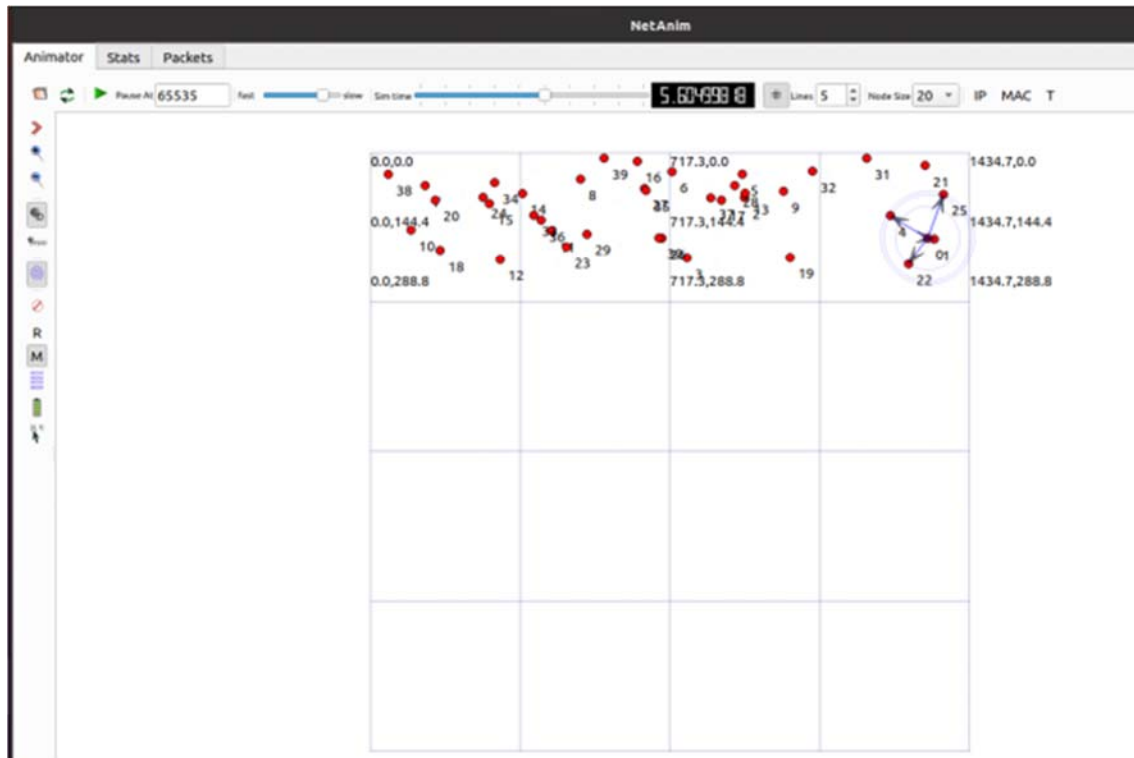 NetAnim
Animator Stats Packets
Pause At 65535 fast slow Sim time Lines 5 Node Size 20 IP MAC T
0.0,0.0 717.3,0.0 1434.7,0.0
38 20 34 14 15 8 39 16 6 5 2 9 32 31 21 25
0.0,144.4 717.3,144.4 1434.7,144.4
10 18 12 23 29 19 4 01 22
0.0,288.8 717.3,288.8 1434.7,288.8
R
M